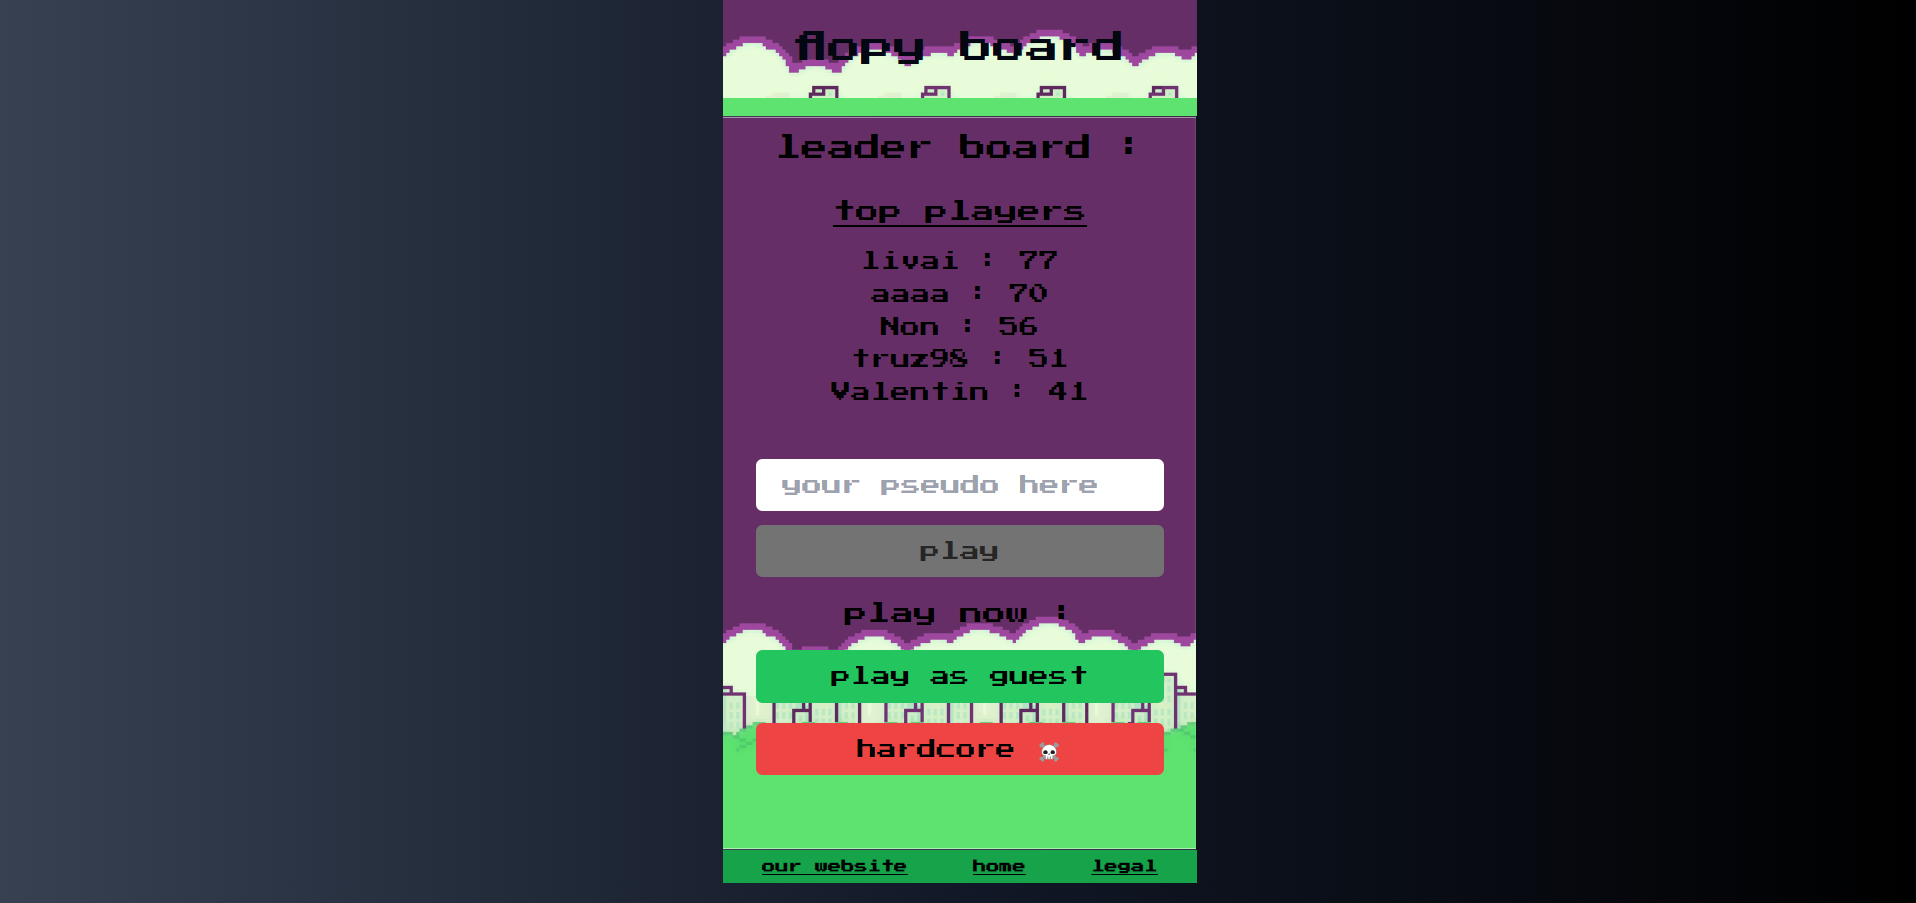 flopy board
leader board :
top players
livai : 77
aaaa : 70
Non : 56
truz98 : 51
Valentin : 41
your pseudo here
play
play now :
play as guest
hardcore ☠
our website home legal